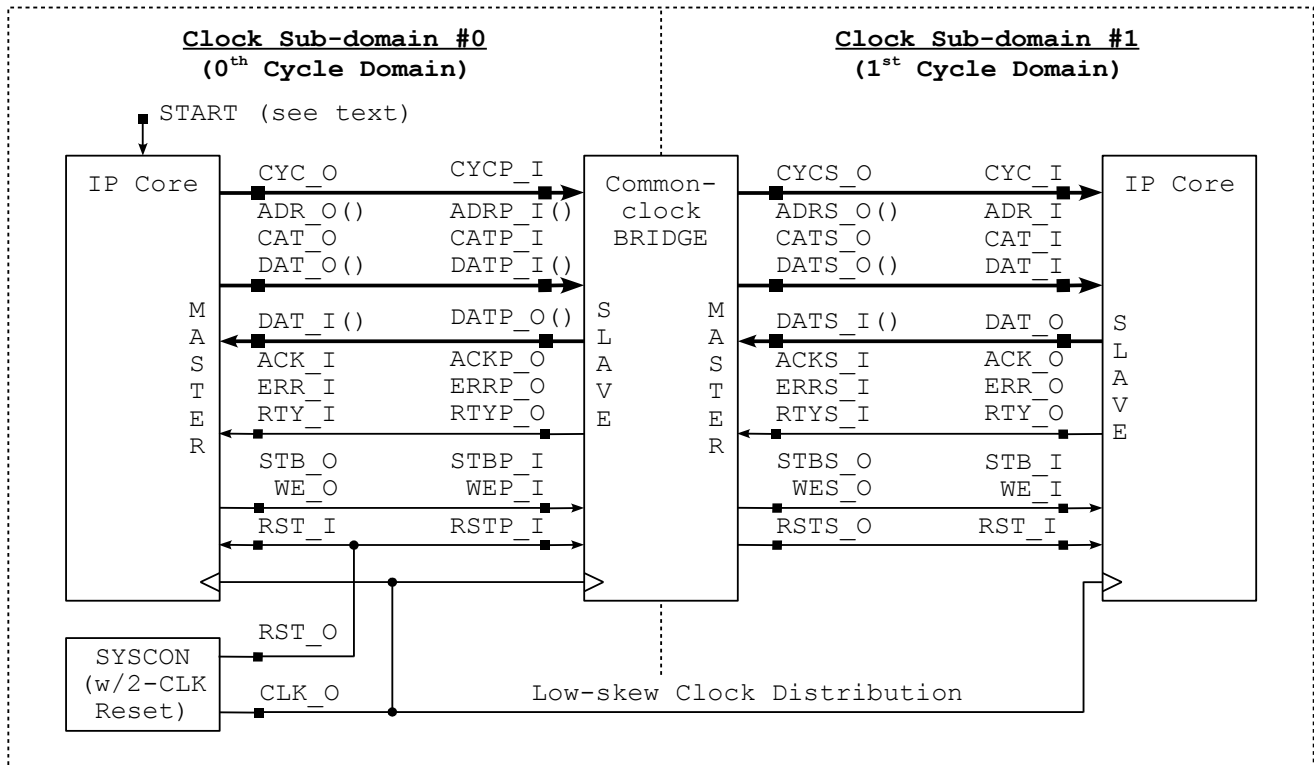 Clock Sub-domain #0
(0th Cycle Domain)
Clock Sub-domain #1
(1st Cycle Domain)
START (see text)
IP Core
MASTER
CYC_O
ADR_O()
CAT_O
DAT_O()
DAT_I()
ACK_I
ERR_I
RTY_I
STB_O
WE_O
RST_I
CYCP_I
ADRP_I()
CATP_I
DATP_I()
DATP_O()
ACKP_O
ERRP_O
RTYP_O
STBP_I
WEP_I
RSTP_I
Common-
clock
BRIDGE
SLAVE
MASTER
CYCS_O
ADRS_O()
CATS_O
DATS_O()
DATS_I()
ACKS_I
ERRS_I
RTYS_I
STBS_O
WES_O
RSTS_O
CYC_I
ADR_I
CAT_I
DAT_I
DAT_O
ACK_O
ERR_O
RTY_O
STB_I
WE_I
RST_I
IP Core
SLAVE
SYSCON
(w/2-CLK
Reset)
RST_O
CLK_O
Low-skew Clock Distribution